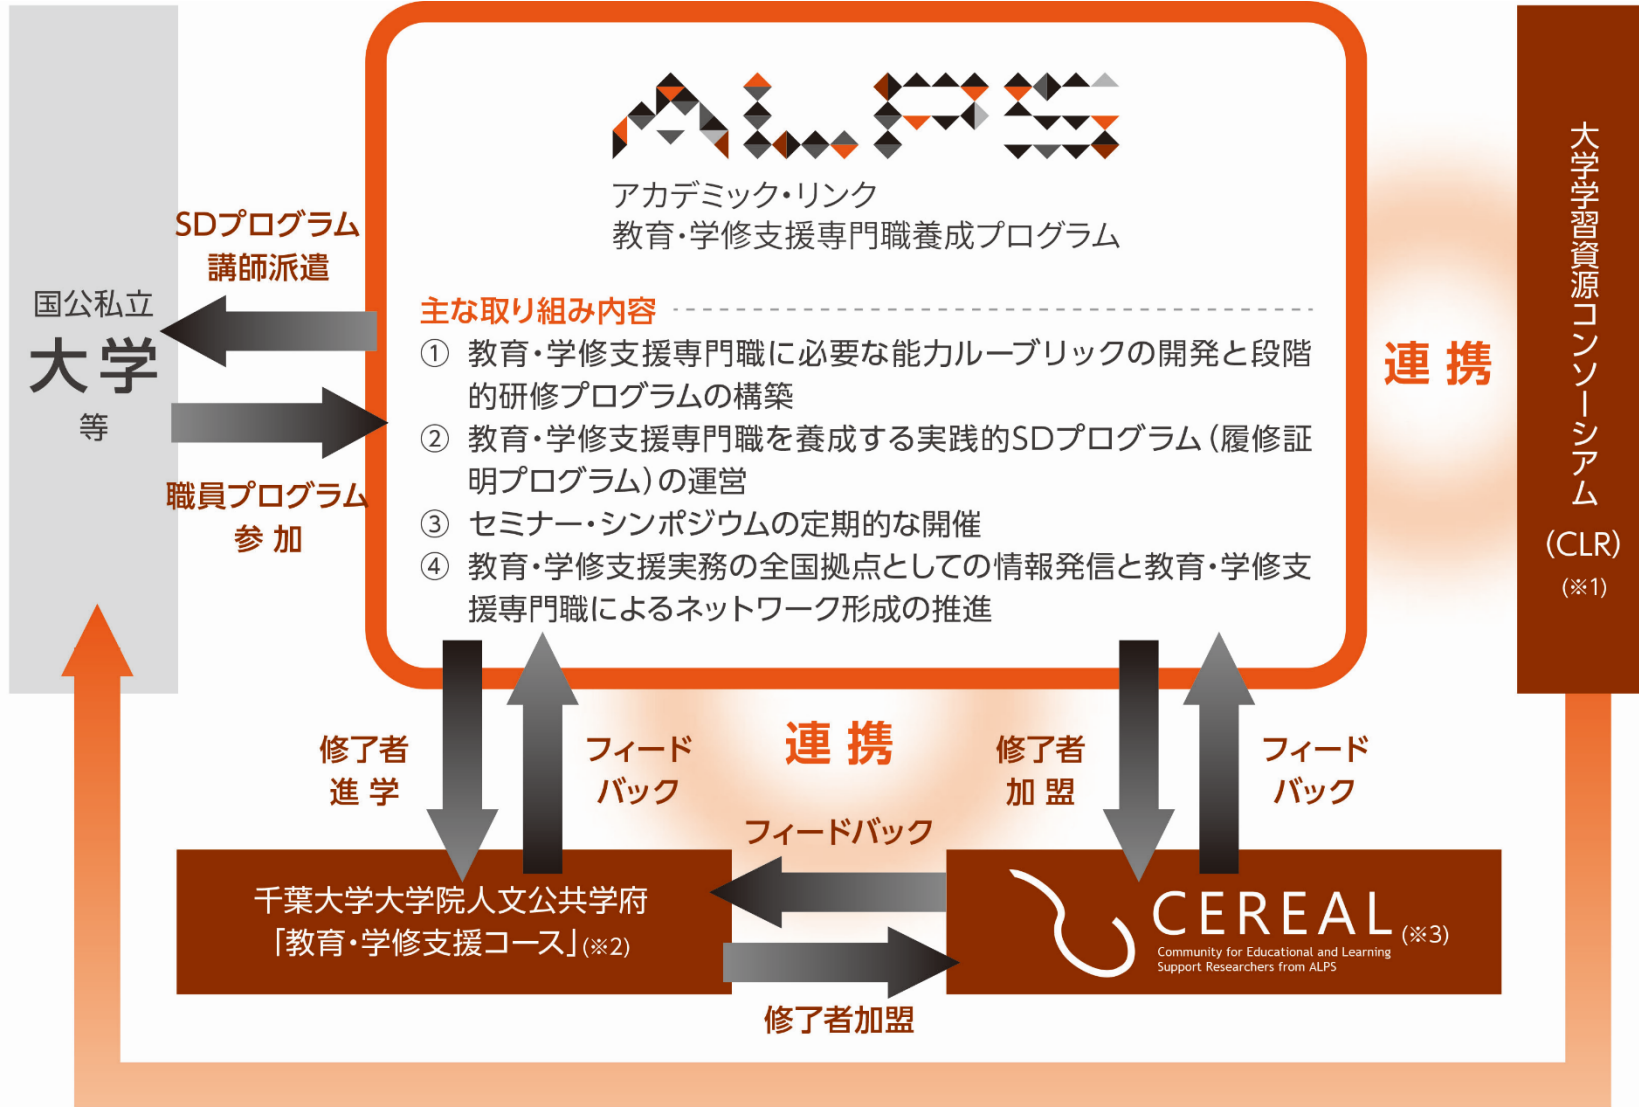 ALPS
アカデミック・リンク
教育・学修支援専門職養成プログラム
主な取り組み内容
① 教育・学修支援専門職に必要な能力ルーブリックの開発と段階
的研修プログラムの構築
② 教育・学修支援専門職を養成する実践的SDプログラム(履修証
明プログラム)の運営
③ セミナー・シンポジウムの定期的な開催
④ 教育・学修支援実務の全国拠点としての情報発信と教育・学修支
援専門職によるネットワーク形成の推進
SDプログラム
講師派遣
国公私立
大学
等
職員プログラム
参加
連携
大学学習資源コンソーシアム
(CLR)
(※1)
修了者
進学
フィード
バック
連携
修了者
加盟
フィード
バック
フィードバック
千葉大学大学院人文公共学府
「教育・学修支援コース」(※2)
CEREAL (※3)
Community for Educational and Learning
Support Researchers from ALPS
修了者加盟